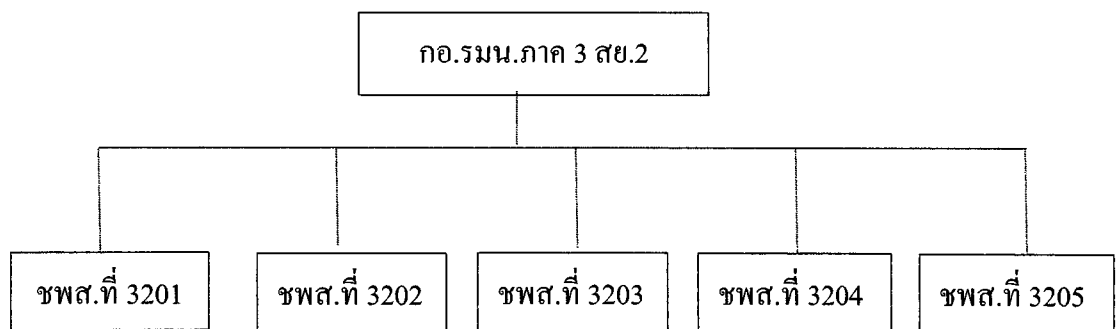 กอ.รมน.ภาค 3 สย.2
ชพส.ที่ 3201
ชพส.ที่ 3202
ชพส.ที่ 3203
ชพส.ที่ 3204
ชพส.ที่ 3205